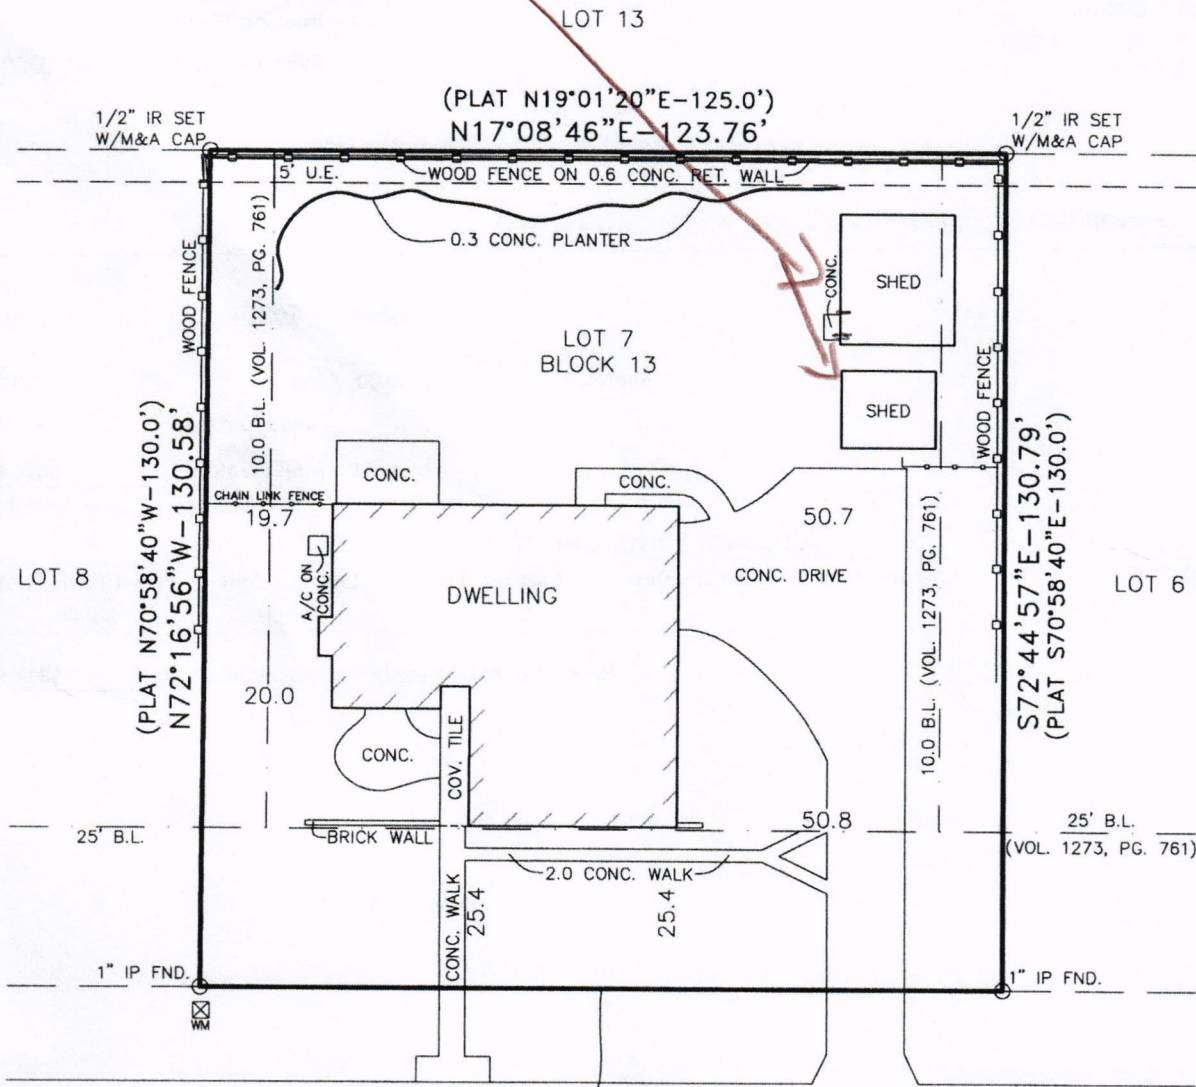 LOT 13
(PLAT N19°01'20"E-125.0')
N17°08'46"E-123.76'
1/2" IR SET
W/M&A CAP
1/2" IR SET
W/M&A CAP
5' U.E.
WOOD FENCE ON 0.6 CONC. RET. WALL
0.3 CONC. PLANTER
WOOD FENCE
10.0 B.L. (VOL. 1273, PG. 761)
CONC.
SHED
LOT 7
BLOCK 13
SHED
WOOD FENCE
(PLAT N70°58'40"W-130.0')
N72°16'56"W-130.58'
S72°44'57"E-130.79'
(PLAT S70°58'40"E-130.0')
CONC.
CONC.
CHAIN LINK FENCE
19.7
50.7
LOT 8
A/C ON
CONC.
DWELLING
CONC. DRIVE
10.0 B.L. (VOL. 1273, PG. 761)
LOT 6
20.0
CONC.
COV. TILE
25' B.L.
BRICK WALL
50.8
25' B.L.
(VOL. 1273, PG. 761)
2.0 CONC. WALK
CONC. WALK
25.4
25.4
1" IP FND.
1" IP FND.
WM